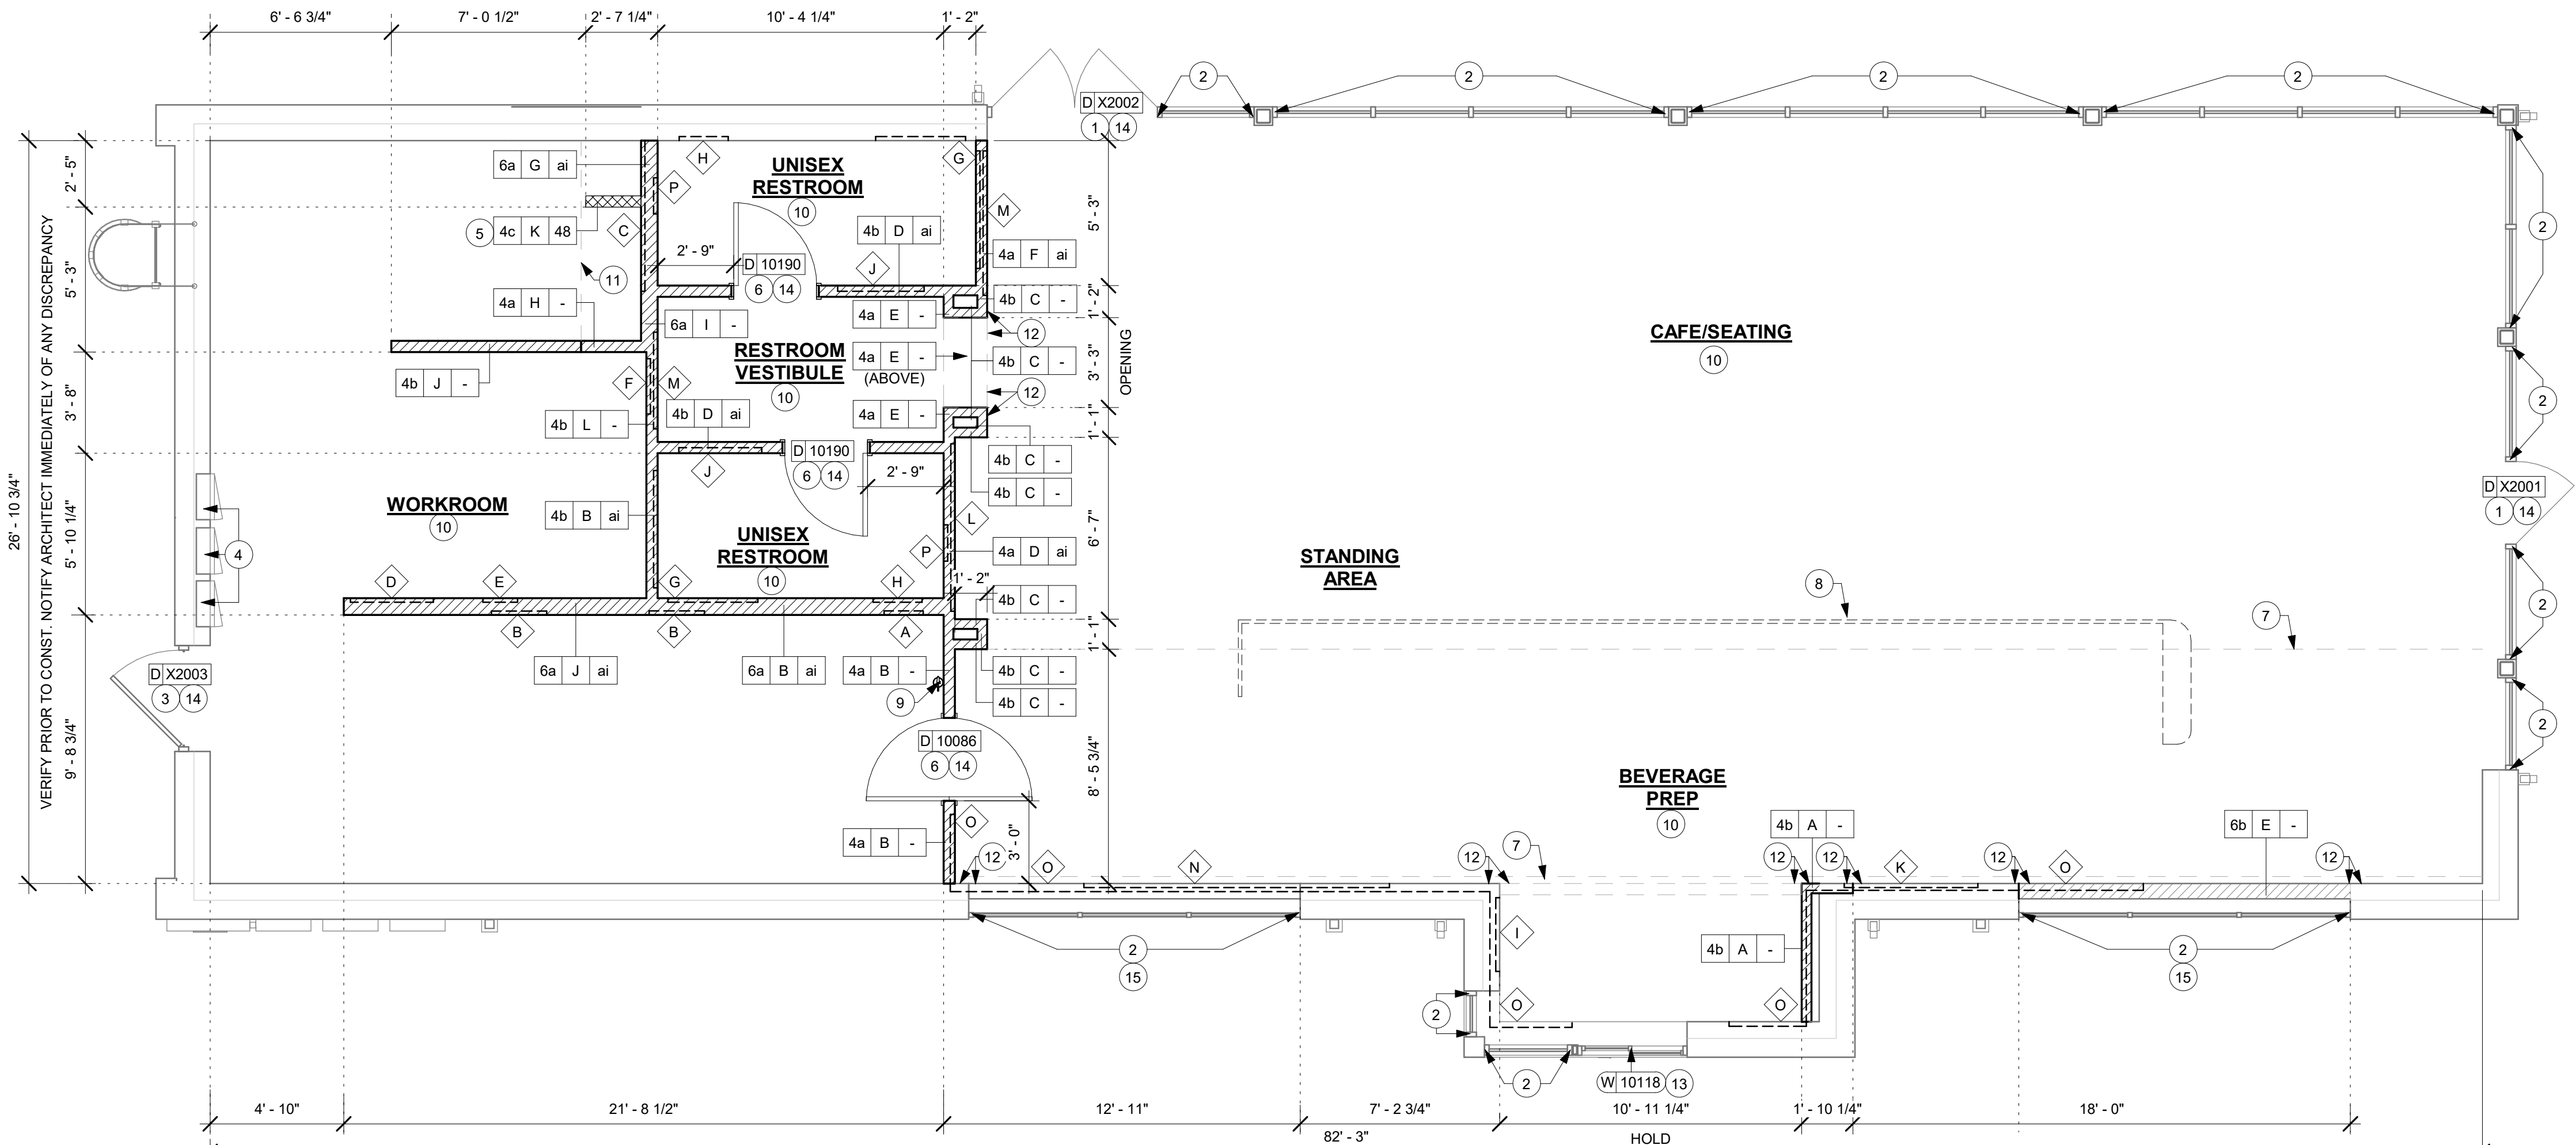 6' - 6 3/4"
7' - 0 1/2"
2' - 7 1/4"
10' - 4 1/4"
1' - 2"
2
2
2
2
D X2002
1 14
6a G ai
H
UNISEX
RESTROOM
10
G
P
M
2' - 5"
5' - 3"
3' - 8"
5' - 10 1/4"
9' - 8 3/4"
26' - 10 3/4"
VERIFY PRIOR TO CONST. NOTIFY ARCHITECT IMMEDIATELY OF ANY DISCREPANCY
5
4c K 48
C
4b D ai
2' - 9"
D 10190
6 14
J
4a F ai
11
4a H -
4b C -
4a E -
6a I -
12
RESTROOM
VESTIBULE
10
4a E -
(ABOVE)
4b C -
12
4a E -
4b J -
F
M
4b D ai
4b L -
J
D 10190
6 14
2' - 9"
4b C -
4b C -
5' - 3"
1' - 2"
3' - 3"
OPENING
1' - 1"
6' - 7"
1' - 1"
8' - 5 3/4"
CAFE/SEATING
10
2
2
2
2
D X2001
1 14
WORKROOM
10
4b B ai
UNISEX
RESTROOM
10
L
P
4a D ai
4
D
E
G
H
1' - 2"
4b C -
B
B
A
6a J ai
6a B ai
4a B -
4b C -
4b C -
9
STANDING
AREA
8
7
D X2003
3 14
D 10086
6 14
O
4a B -
3' - 0"
BEVERAGE
PREP
10
4b A -
6b E -
12
O
N
12
7
12
12
K
12
O
12
2
15
I
4b A -
2
15
O
O
2
2
W 10118
13
4' - 10"
21' - 8 1/2"
12' - 11"
7' - 2 3/4"
10' - 11 1/4"
1' - 10 1/4"
18' - 0"
82' - 3"
HOLD